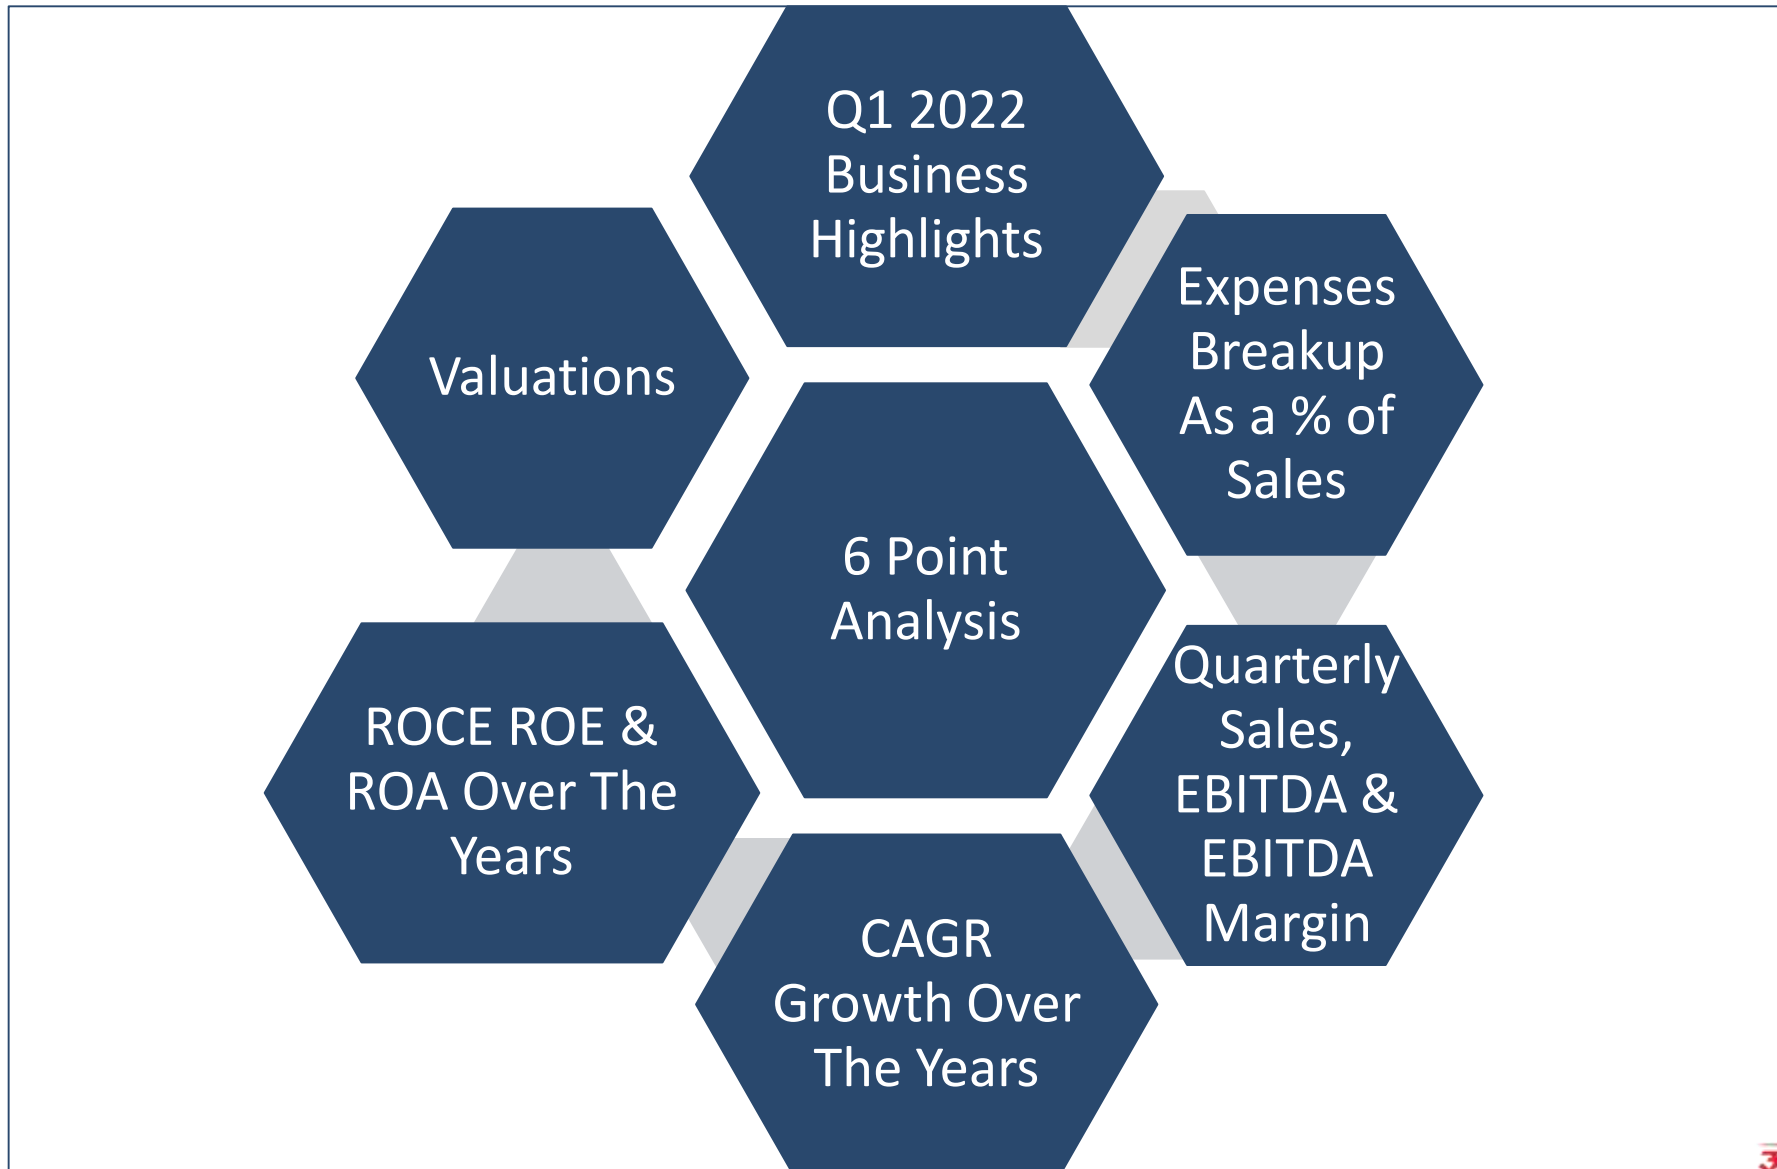 Q1 2022
Business
Highlights
Expenses
Breakup
As a % of
Sales
Valuations
6 Point
Analysis
Quarterly
Sales,
EBITDA &
EBITDA
Margin
ROCE ROE &
ROA Over The
Years
CAGR
Growth Over
The Years